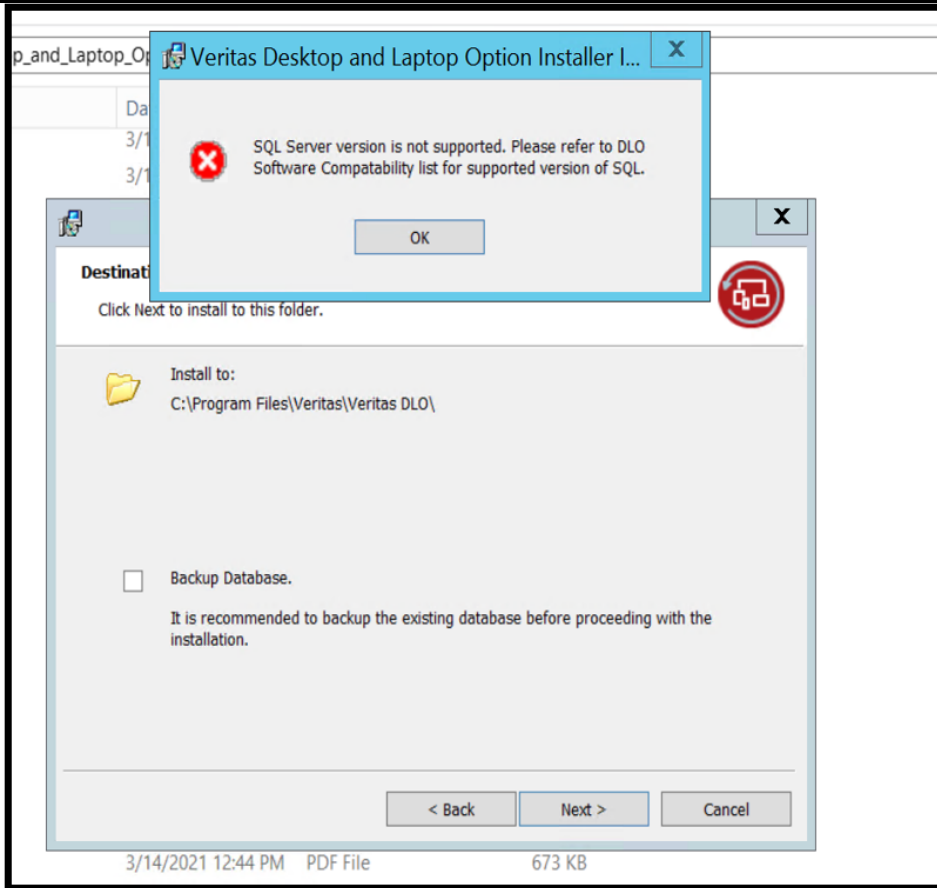 p_and_Laptop_Op
Veritas Desktop and Laptop Option Installer I...
X
Da
3/1
3/1
SQL Server version is not supported. Please refer to DLO
Software Compatability list for supported version of SQL.
OK
X
Destinati
Click Next to install to this folder.
Install to:
C:\Program Files\Veritas\Veritas DLO\
Backup Database.
It is recommended to backup the existing database before proceeding with the
installation.
< Back
Next >
Cancel
3/14/2021 12:44 PM PDF File 673 KB